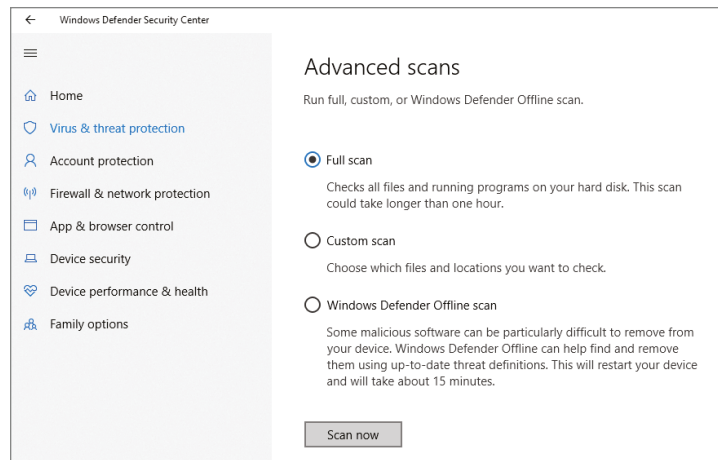 Windows Defender Security Center
Home
Virus & threat protection
Account protection
Firewall & network protection
App & browser control
Device security
Device performance & health
Family options
Advanced scans
Run full, custom, or Windows Defender Offline scan.
Full scan
Checks all files and running programs on your hard disk. This scan
could take longer than one hour.
Custom scan
Choose which files and locations you want to check.
Windows Defender Offline scan
Some malicious software can be particularly difficult to remove from
your device. Windows Defender Offline can help find and remove
them using up-to-date threat definitions. This will restart your device
and will take about 15 minutes.
Scan now